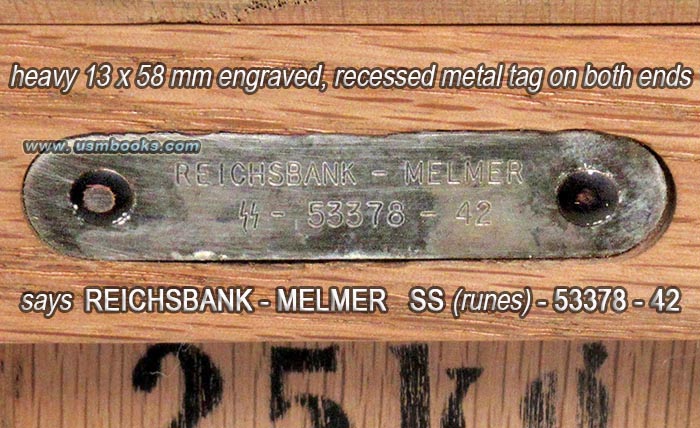 heavy 13 x 58 mm engraved, recessed metal tag on both ends
www.usmbooks.com
REICHSBANK - MELMER
ᛋᛋ - 53378 - 42
says REICHSBANK - MELMER SS (runes) - 53378 - 42
25kg